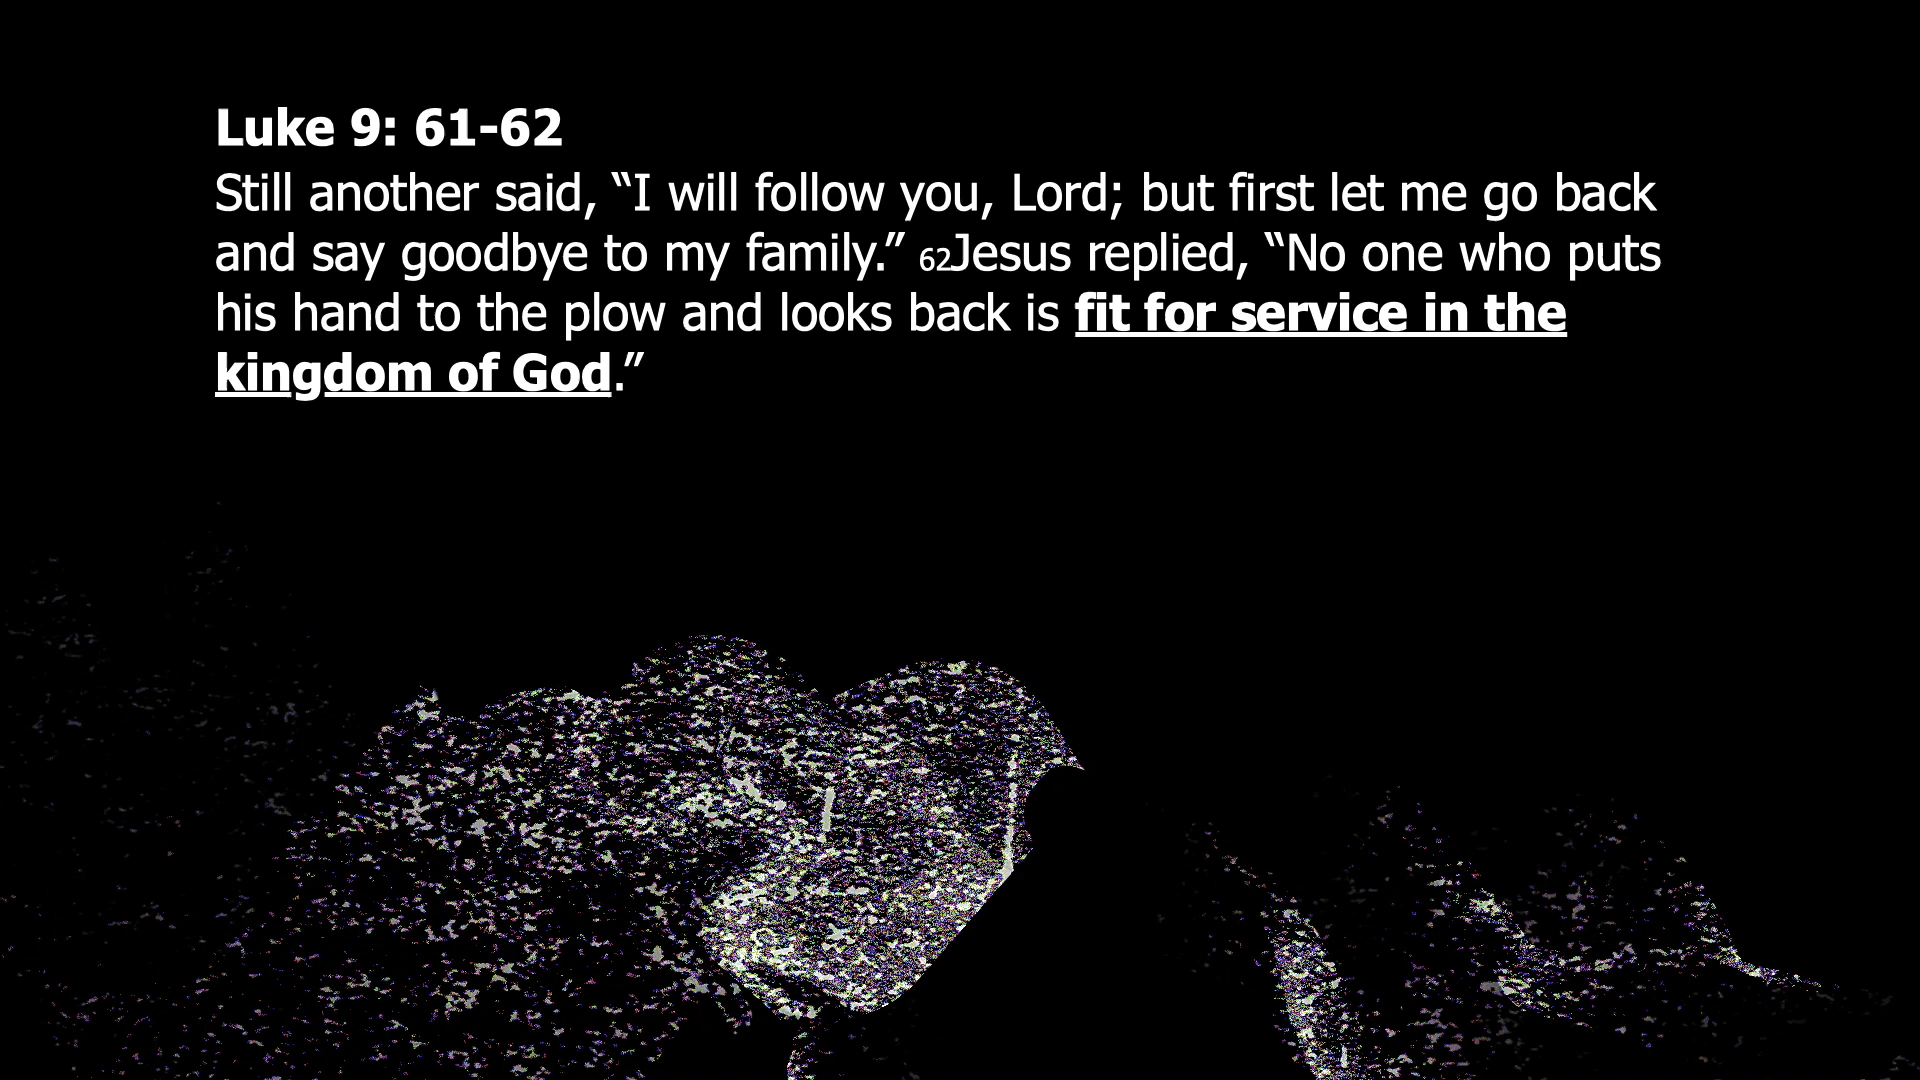 Luke 9: 61-62
Still another said, “I will follow you, Lord; but first let me go back
and say goodbye to my family.” 62Jesus replied, “No one who puts
his hand to the plow and looks back is fit for service in the
kingdom of God.”